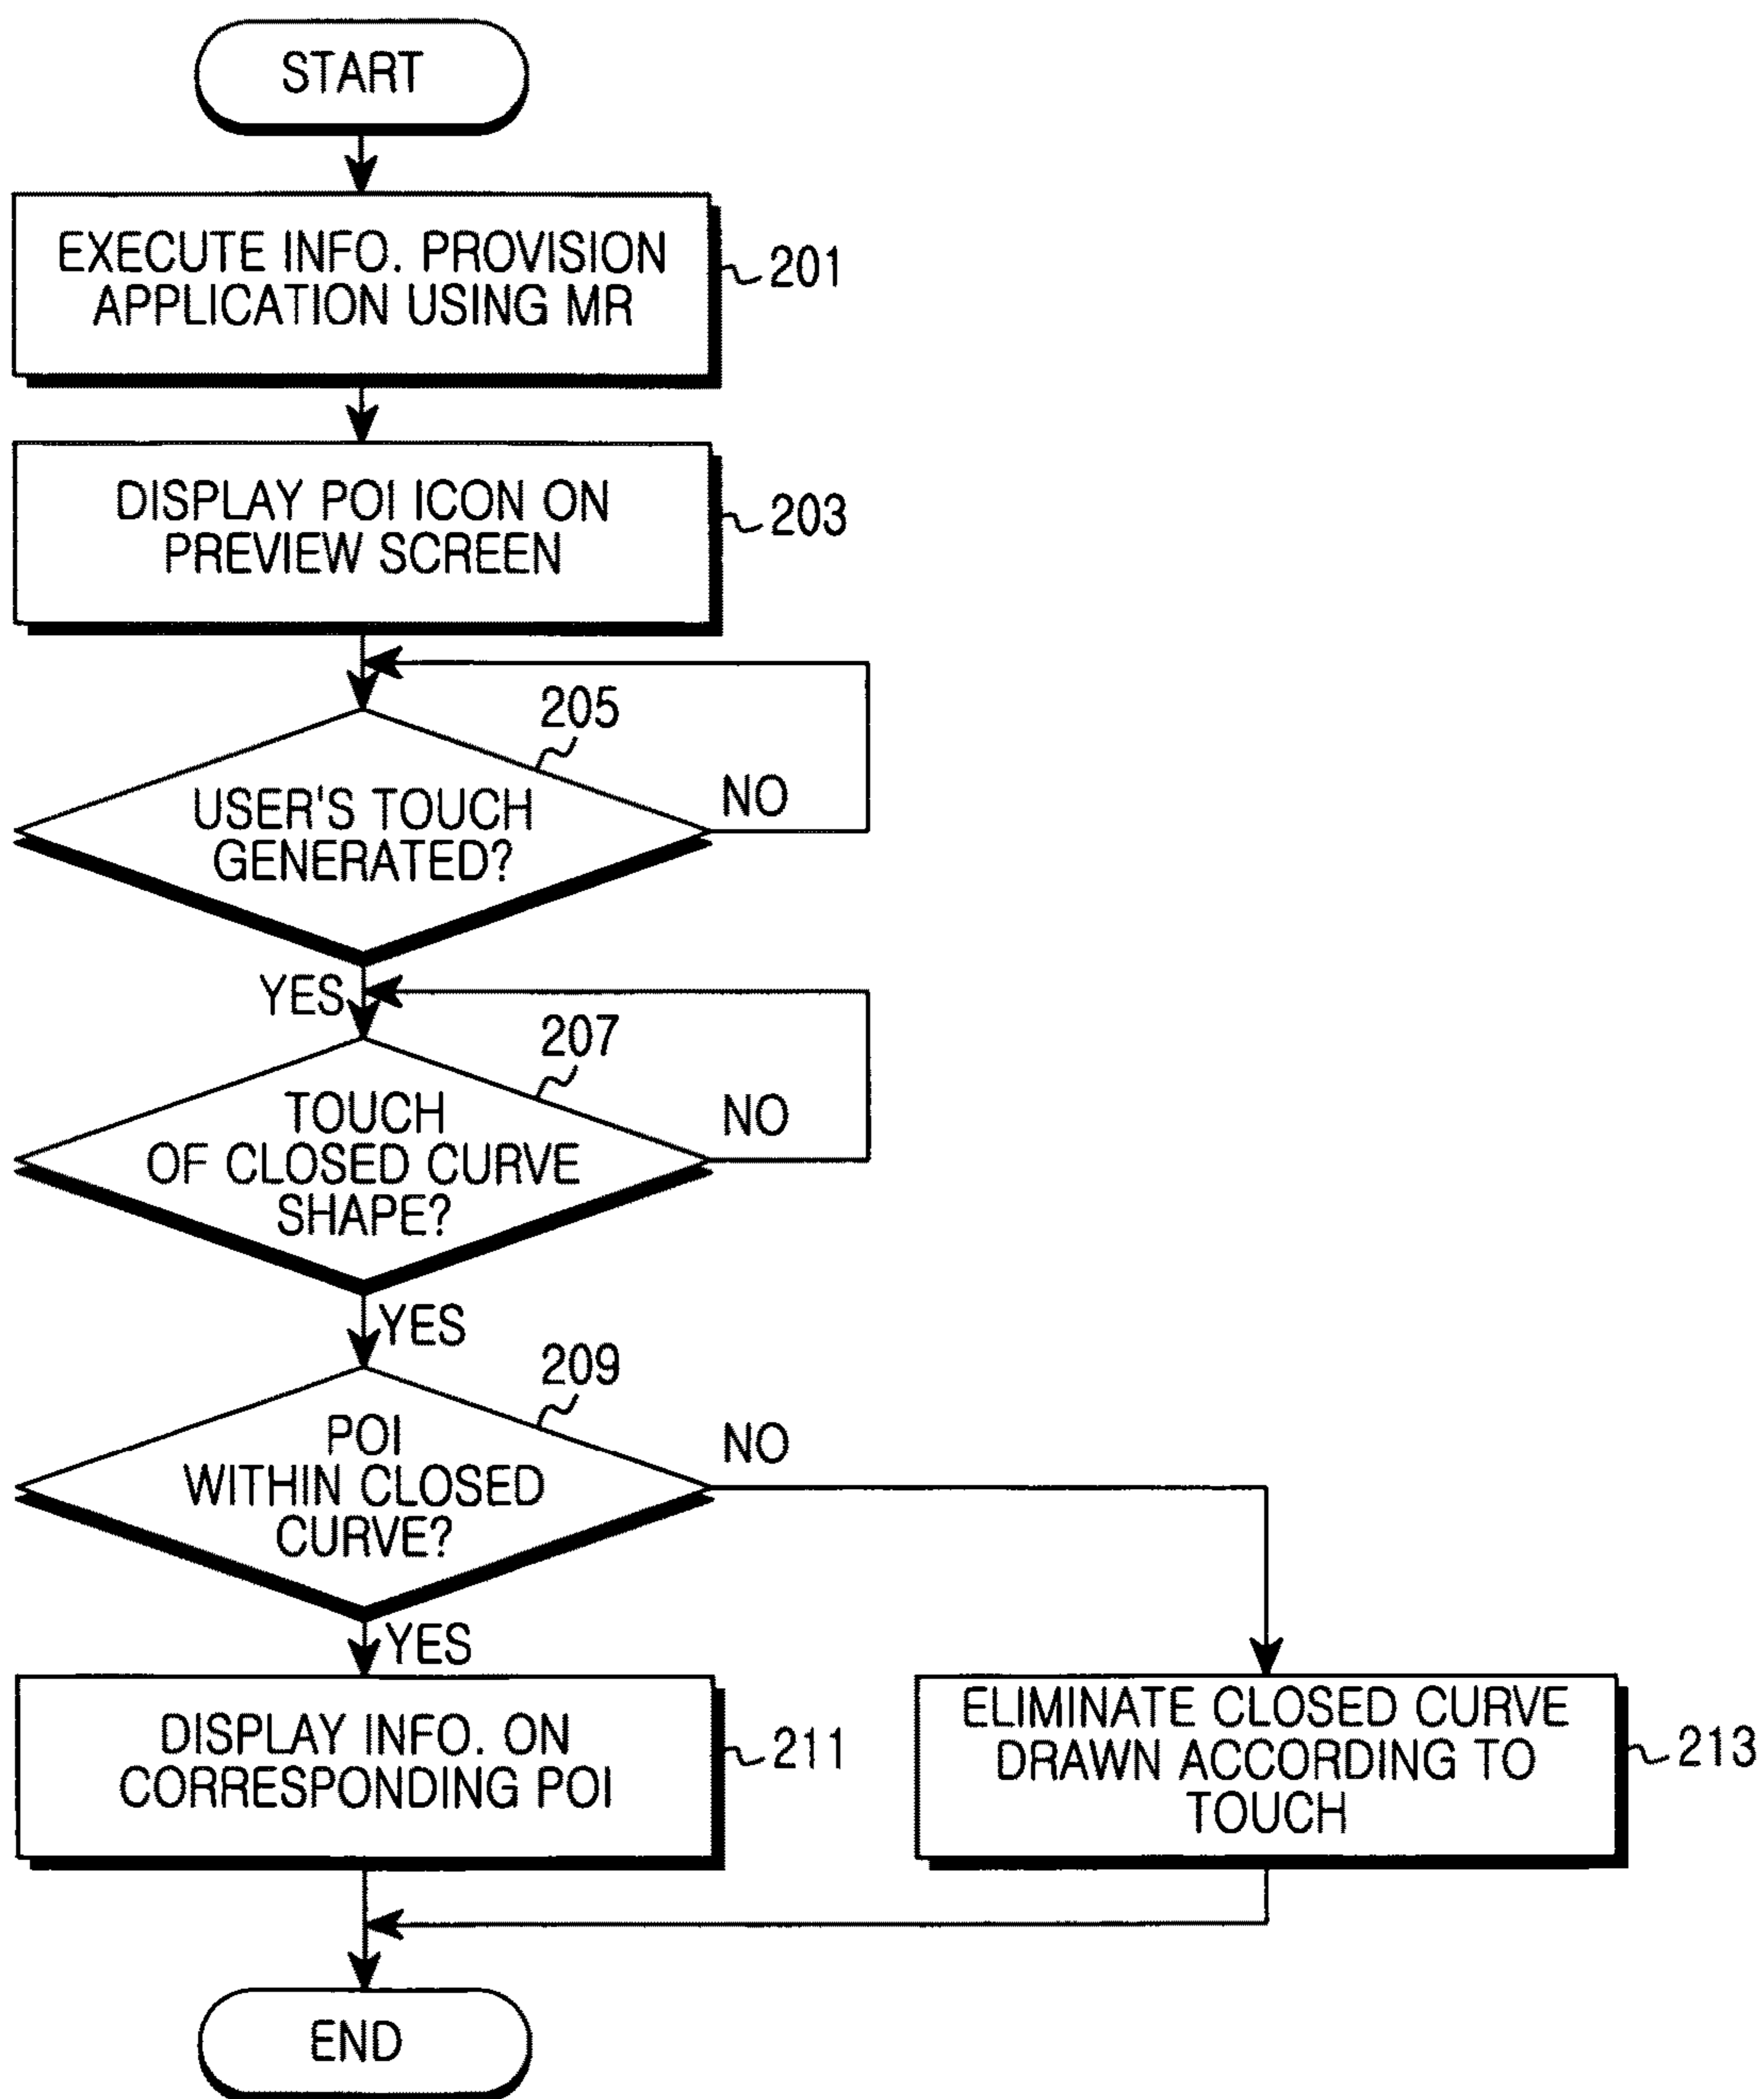 START
EXECUTE INFO. PROVISION
APPLICATION USING MR
201
DISPLAY POI ICON ON
PREVIEW SCREEN
203
205
USER'S TOUCH
GENERATED?
NO
YES
207
TOUCH
OF CLOSED CURVE
SHAPE?
NO
YES
209
POI
WITHIN CLOSED
CURVE?
NO
YES
DISPLAY INFO. ON
CORRESPONDING POI
211
ELIMINATE CLOSED CURVE
DRAWN ACCORDING TO
TOUCH
213
END